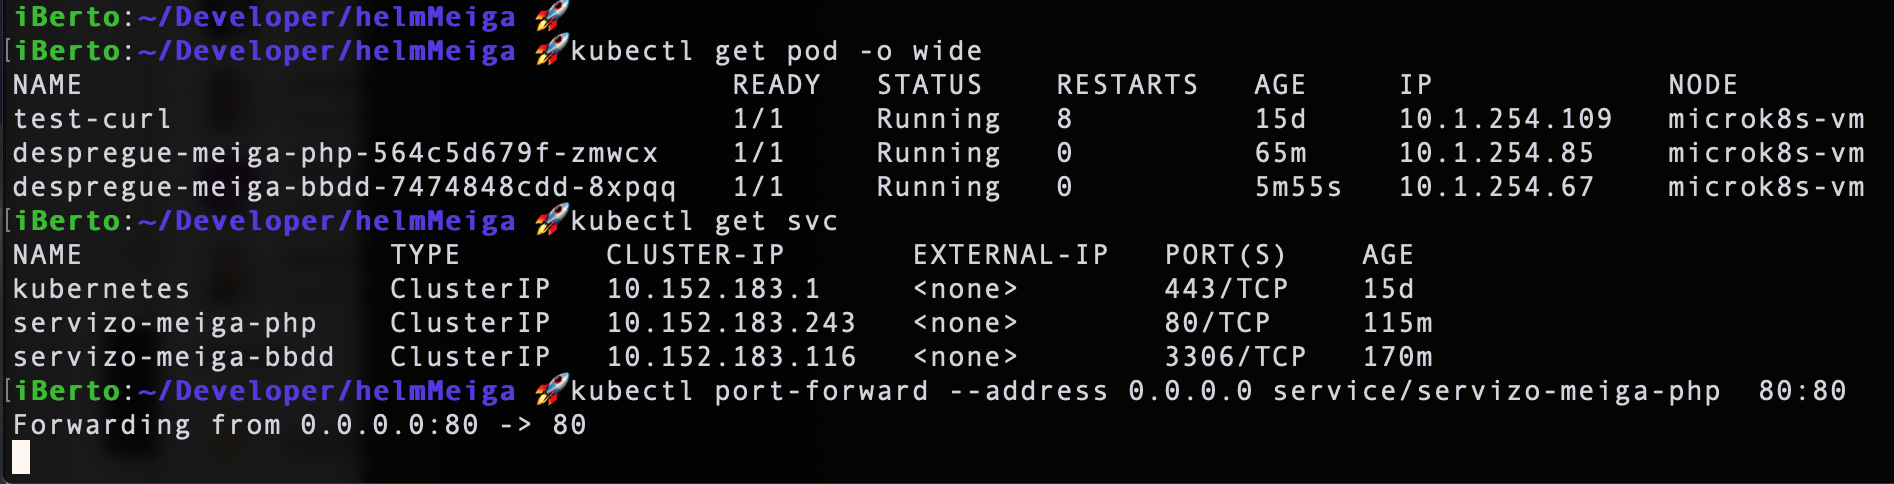 iBerto:~/Developer/helmMeiga 🚀
[iBerto:~/Developer/helmMeiga 🚀kubectl get pod -o wide
NAME READY STATUS RESTARTS AGE IP NODE
test-curl 1/1 Running 8 15d 10.1.254.109 microk8s-vm
despregue-meiga-php-564c5d679f-zmwcx 1/1 Running 0 65m 10.1.254.85 microk8s-vm
despregue-meiga-bbdd-7474848cdd-8xpqq 1/1 Running 0 5m55s 10.1.254.67 microk8s-vm
[iBerto:~/Developer/helmMeiga 🚀kubectl get svc
NAME TYPE CLUSTER-IP EXTERNAL-IP PORT(S) AGE
kubernetes ClusterIP 10.152.183.1 <none> 443/TCP 15d
servizo-meiga-php ClusterIP 10.152.183.243 <none> 80/TCP 115m
servizo-meiga-bbdd ClusterIP 10.152.183.116 <none> 3306/TCP 170m
[iBerto:~/Developer/helmMeiga 🚀kubectl port-forward --address 0.0.0.0 service/servizo-meiga-php 80:80
Forwarding from 0.0.0.0:80 -> 80